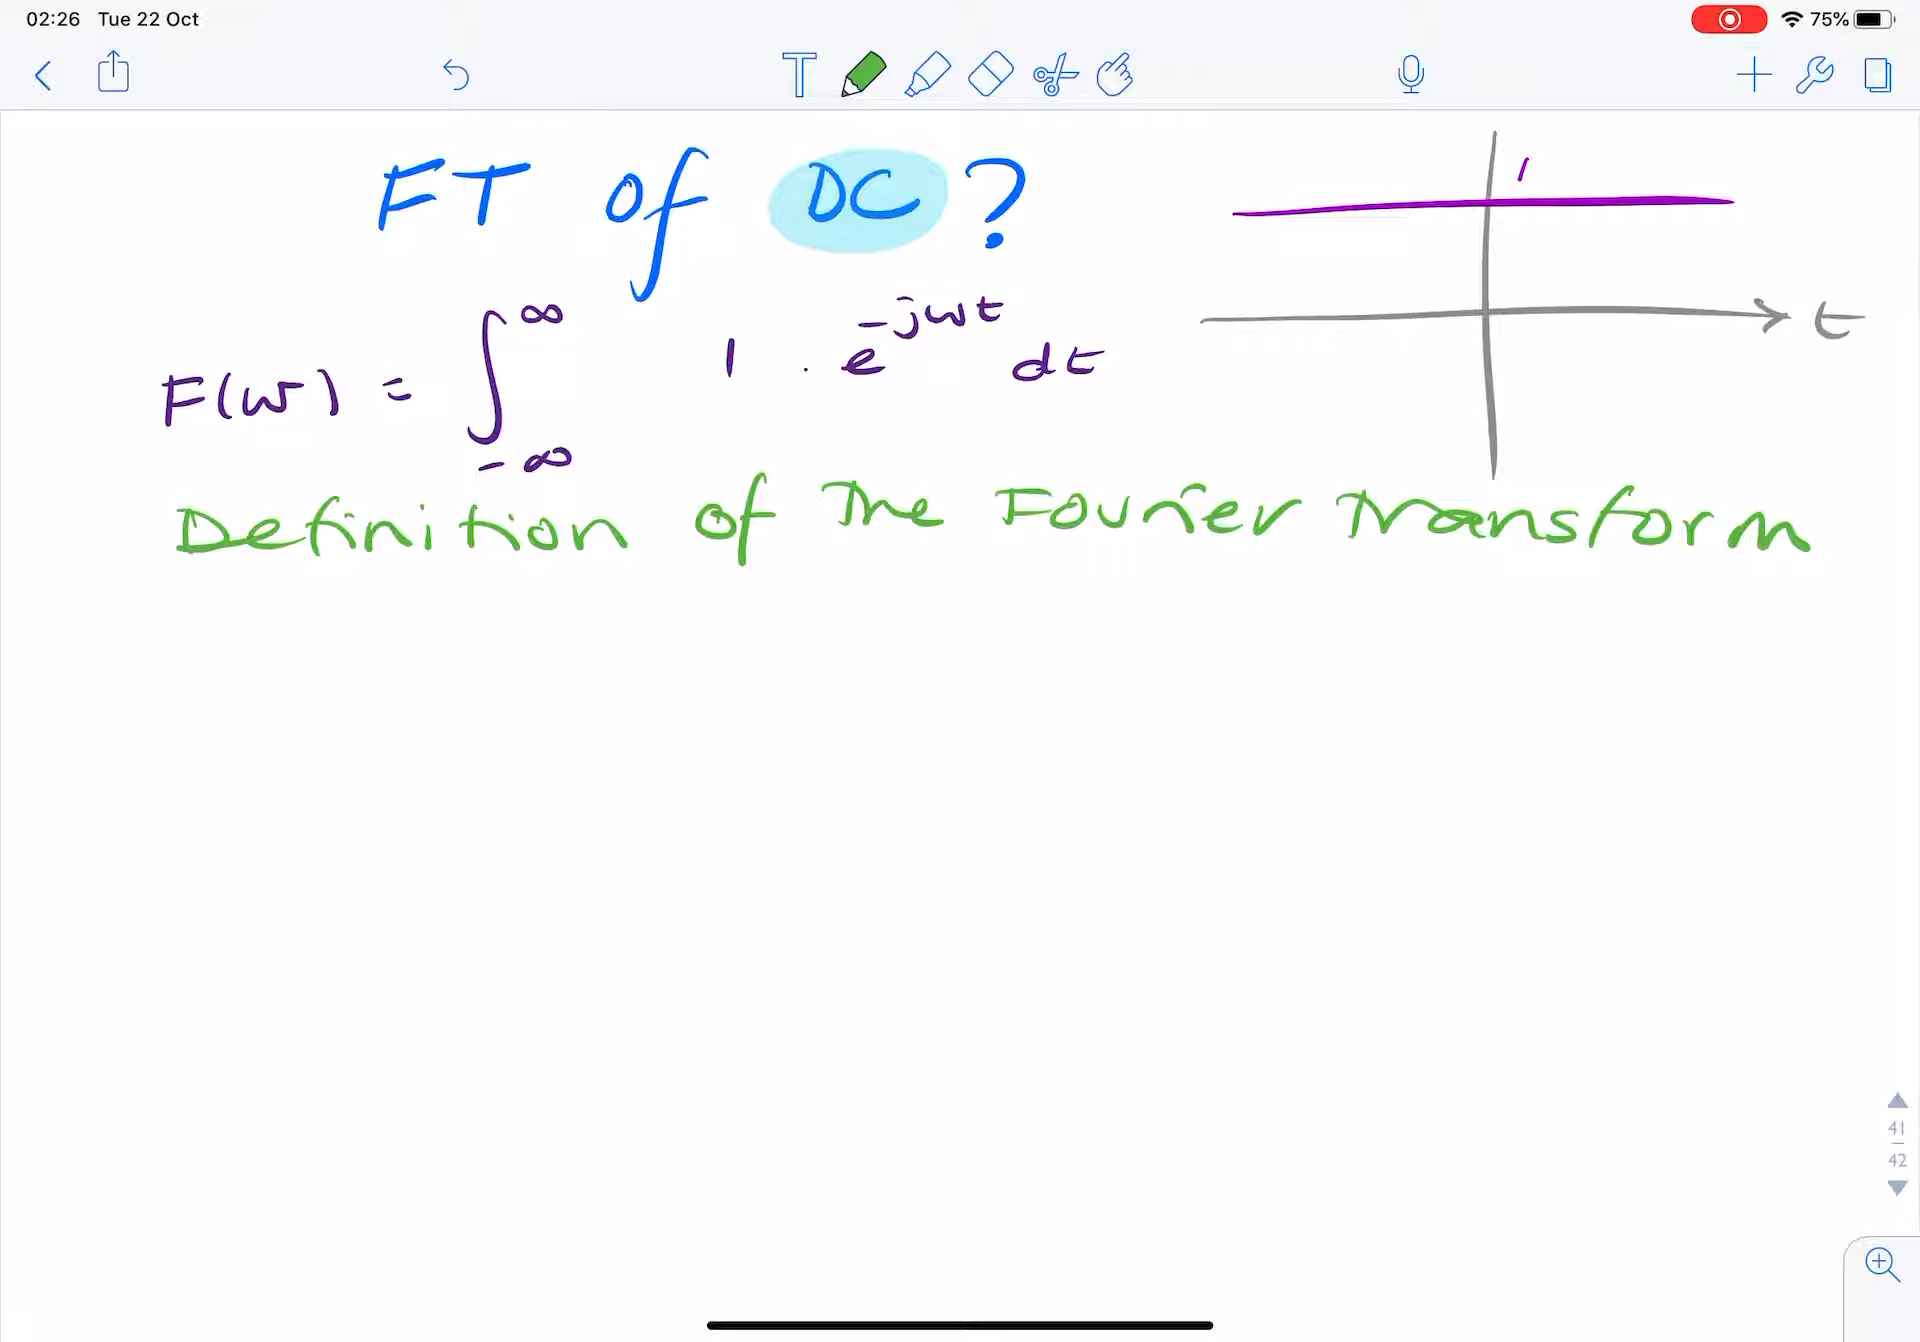 02:26 Tue 22 Oct 75%
T
FT of DC ?
1
t
F(w) = ∫ ∞ -∞ 1 . e^-jwt dt
Definition of the Fourier Transform
41
42